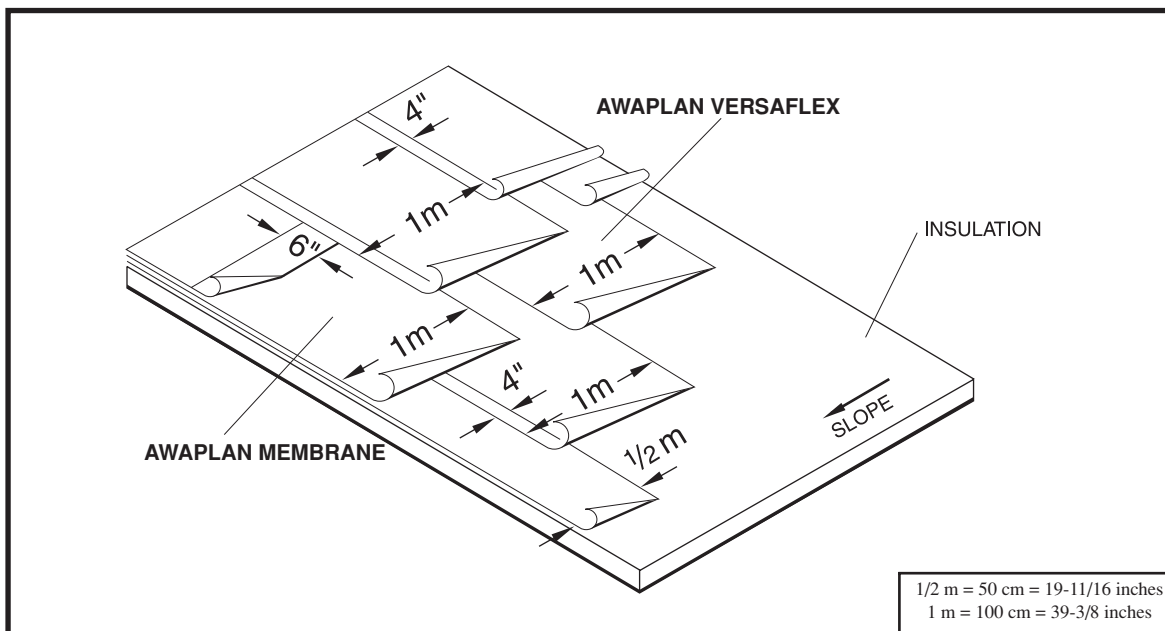 4"
AWAPLAN VERSAFLEX
1m
INSULATION
6"
1m
1m
4"
1m
SLOPE
AWAPLAN MEMBRANE
1/2 m
1/2 m = 50 cm = 19-11/16 inches
1 m = 100 cm = 39-3/8 inches